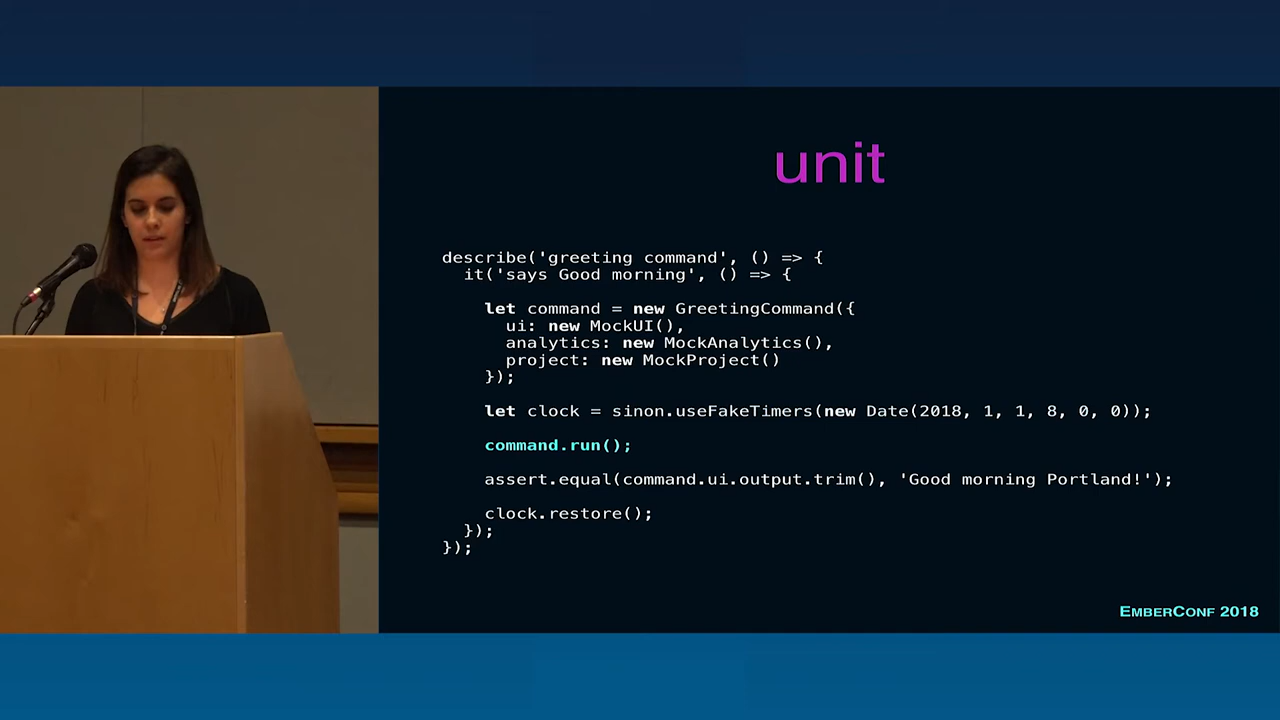 unit
describe('greeting command', () => {
  it('says Good morning', () => {
    let command = new GreetingCommand({
      ui: new MockUI(),
      analytics: new MockAnalytics(),
      project: new MockProject()
    });
    let clock = sinon.useFakeTimers(new Date(2018, 1, 1, 8, 0, 0));
    command.run();
    assert.equal(command.ui.output.trim(), 'Good morning Portland!');
    clock.restore();
  });
});
EMBERCONF 2018